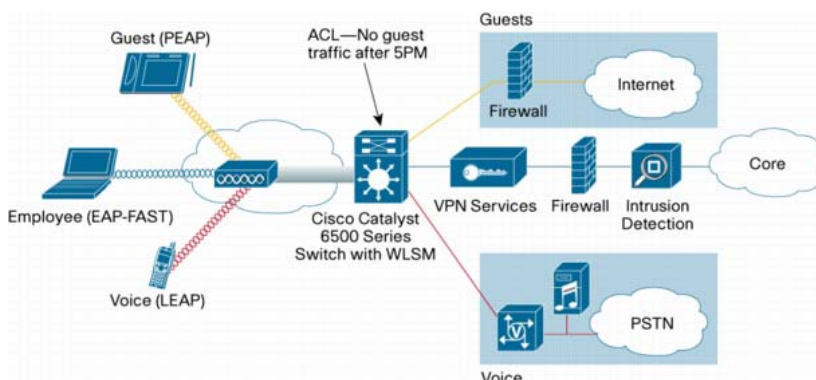 Guest (PEAP)
ACL—No guest
traffic after 5PM
Guests
Firewall
Internet
Employee (EAP-FAST)
Cisco Catalyst
6500 Series
Switch with WLSM
VPN Services
Firewall
Intrusion
Detection
Core
Voice (LEAP)
V
PSTN
Voice